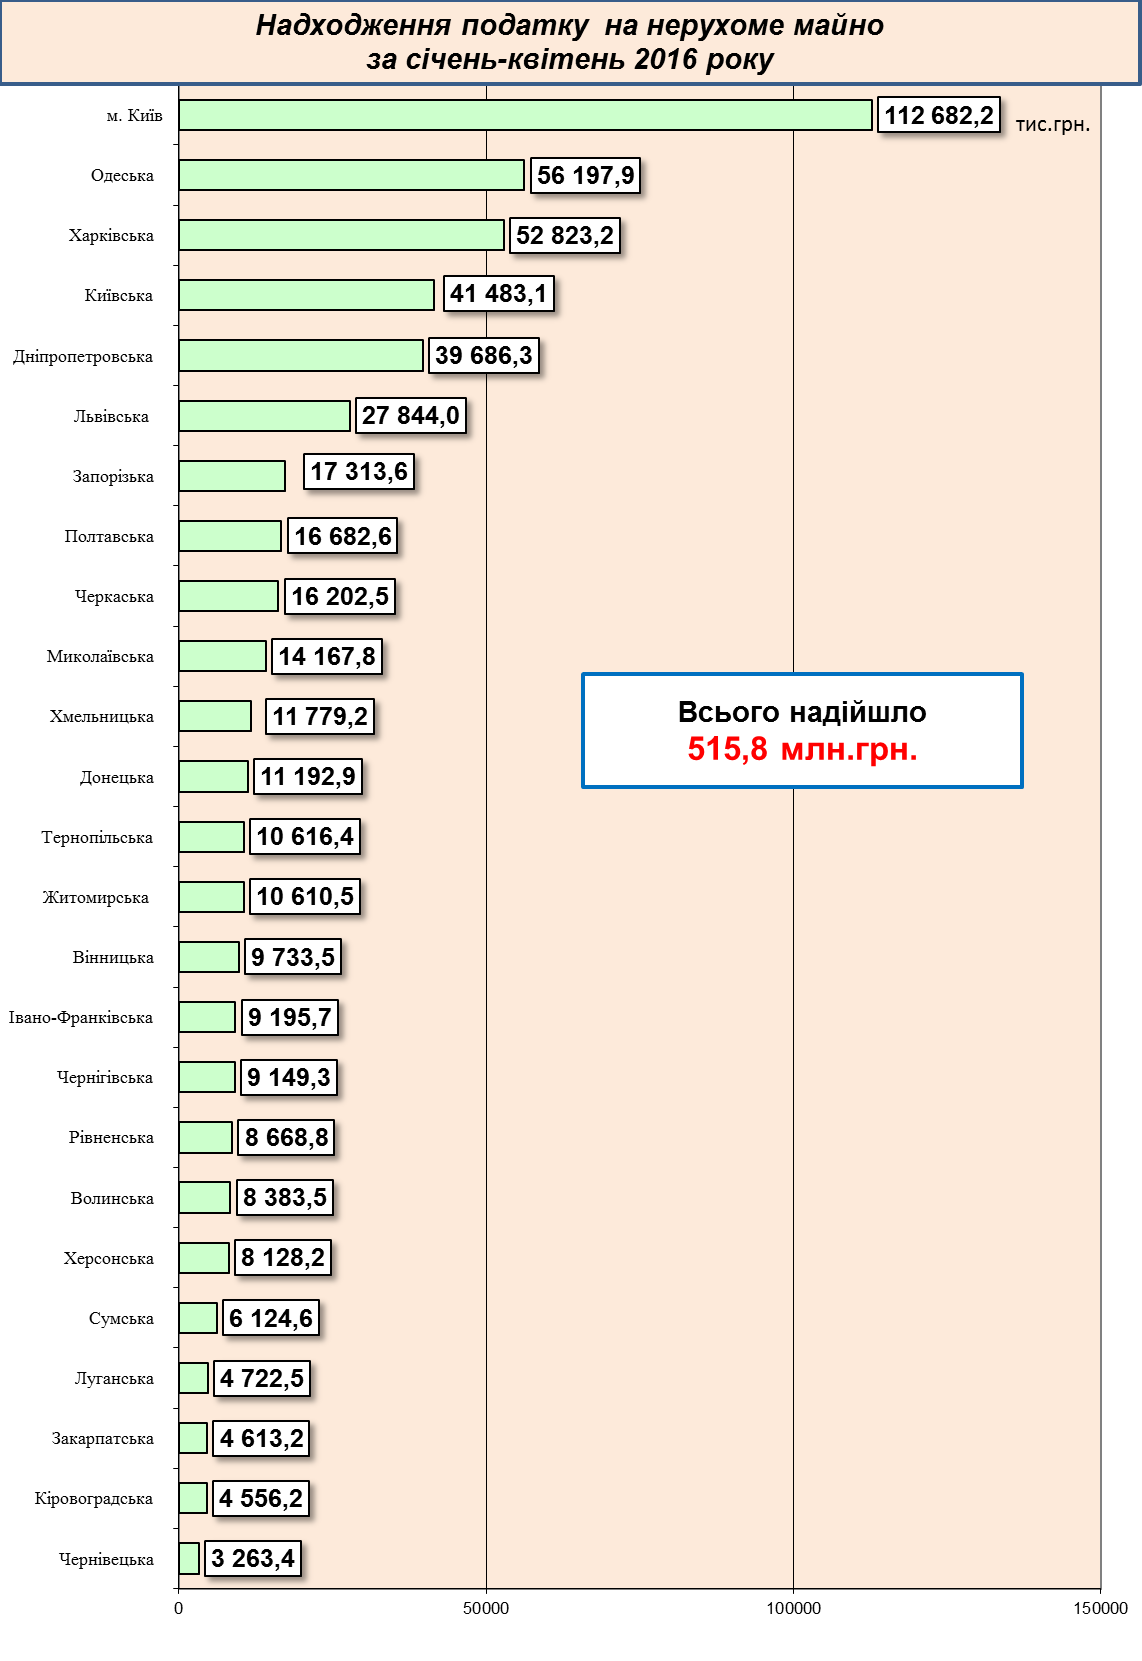 Надходження податку  на нерухоме майно
за січень-квітень 2016 року
м. Київ 112 682,2 тис.грн.
Одеська 56 197,9
Харківська 52 823,2
Київська 41 483,1
Дніпропетровська 39 686,3
Львівська 27 844,0
Запорізька 17 313,6
Полтавська 16 682,6
Черкаська 16 202,5
Миколаївська 14 167,8
Хмельницька 11 779,2
Всього надійшло
515,8 млн.грн.
Донецька 11 192,9
Тернопільська 10 616,4
Житомирська 10 610,5
Вінницька 9 733,5
Івано-Франківська 9 195,7
Чернігівська 9 149,3
Рівненська 8 668,8
Волинська 8 383,5
Херсонська 8 128,2
Сумська 6 124,6
Луганська 4 722,5
Закарпатська 4 613,2
Кіровоградська 4 556,2
Чернівецька 3 263,4
0 50000 100000 150000